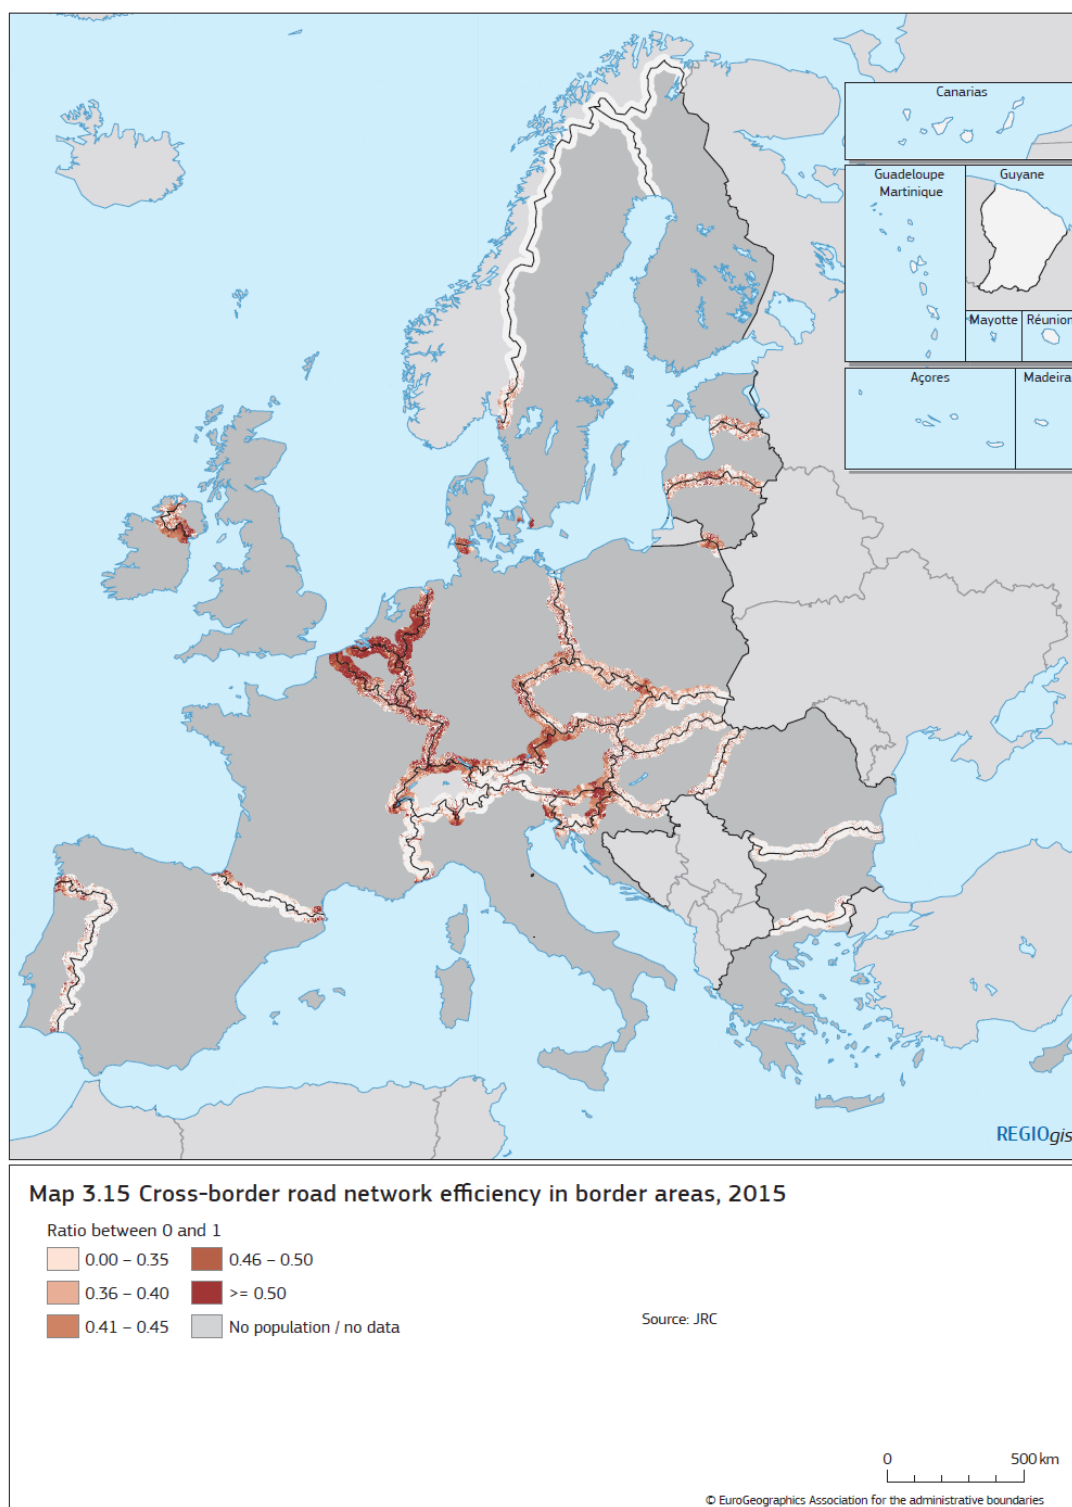 Canarias
Guadeloupe
Martinique
Guyane
Mayotte
Réunion
Açores
Madeira
REGIOgis
Map 3.15 Cross-border road network efficiency in border areas, 2015
Ratio between 0 and 1
0.00 – 0.35
0.46 – 0.50
0.36 – 0.40
>= 0.50
0.41 – 0.45
No population / no data
Source: JRC
0
500 km
© EuroGeographics Association for the administrative boundaries